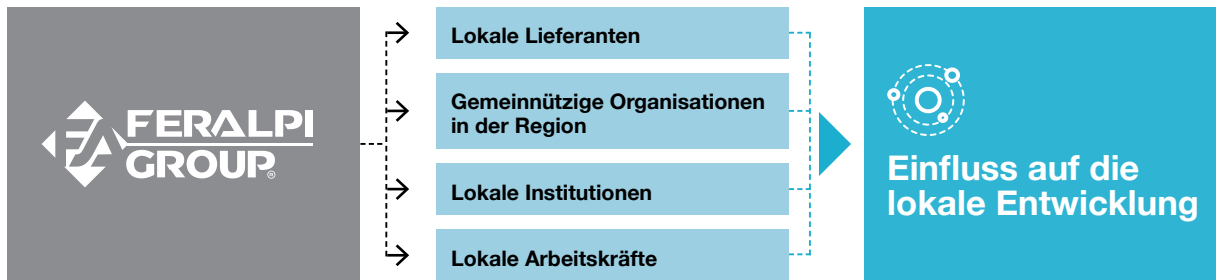 FERALPI
GROUP®
Lokale Lieferanten
Gemeinnützige Organisationen
in der Region
Lokale Institutionen
Lokale Arbeitskräfte
Einfluss auf die
lokale Entwicklung